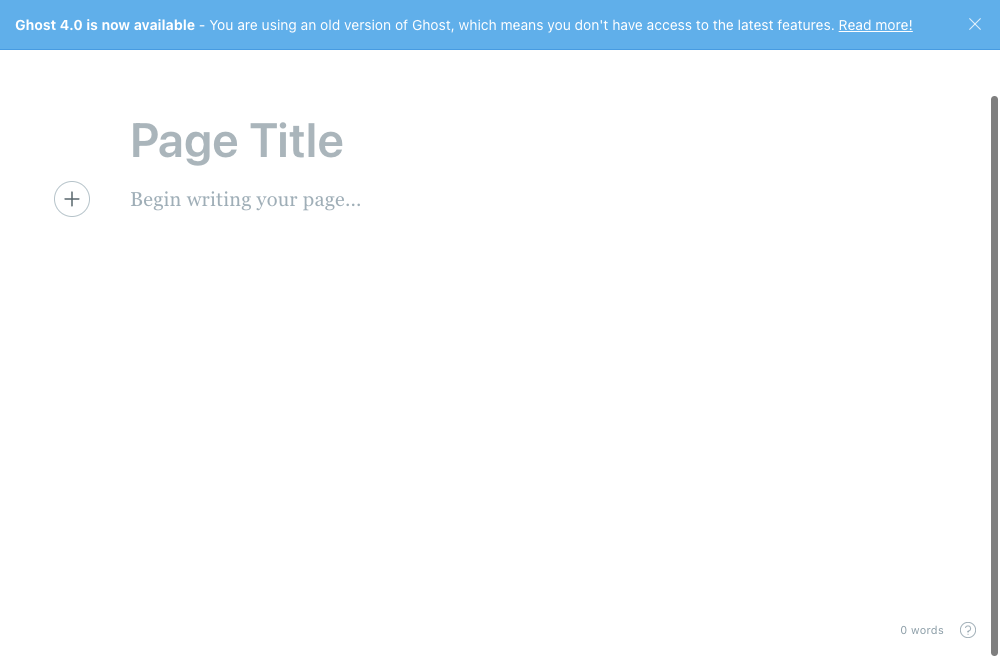 Ghost 4.0 is now available - You are using an old version of Ghost, which means you don't have access to the latest features. Read more!
Page Title
Begin writing your page...
0 words
?